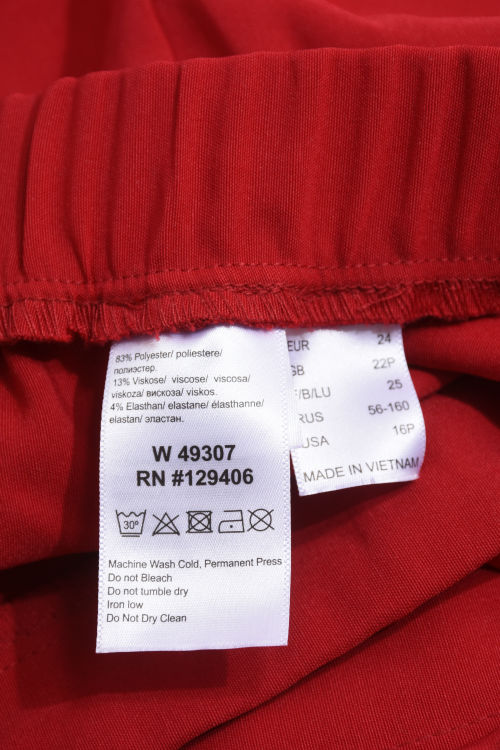 83% Polyester/ poliestere/
полиэстер.
13% Viskose/ viscose/ viscosa/
viskoza/ вискоза/ viskos.
4% Elasthan/ elastane/ élasthanne/
elastan/ эластан.
W 49307
RN #129406
30°
Machine Wash Cold, Permanent Press
Do not Bleach
Do not tumble dry
Iron low
Do Not Dry Clean
EUR 24
GB 22P
F/B/LU 25
RUS 56-160
USA 16P
MADE IN VIETNAM